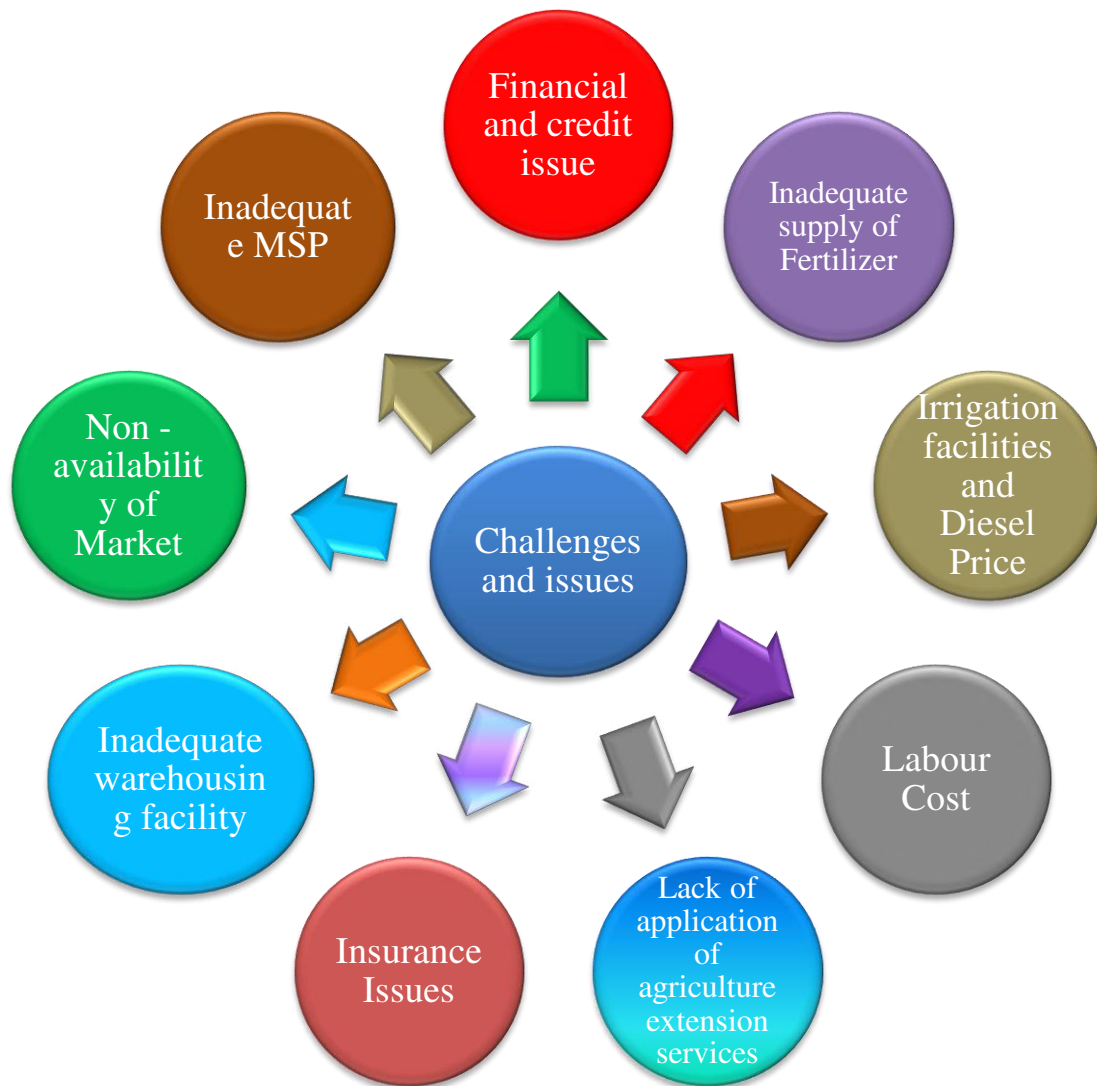 Financial
and credit
issue
Inadequate
supply of
Fertilizer
Irrigation
facilities
and
Diesel
Price
Labour
Cost
Lack of
application
of
agriculture
extension
services
Insurance
Issues
Inadequate
warehousin
g facility
Non -
availabilit
y of
Market
Inadequat
e MSP
Challenges
and issues